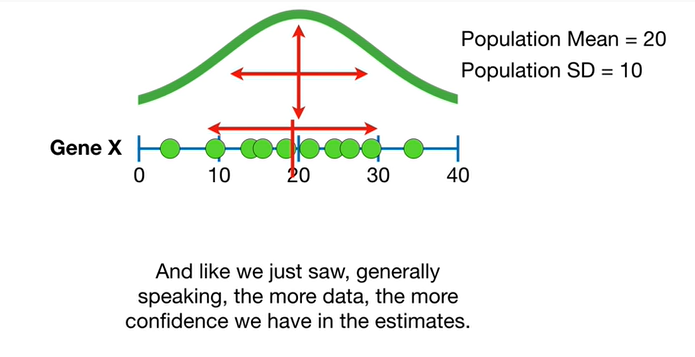 Population Mean = 20
Population SD = 10
Gene X
0 10 20 30 40
And like we just saw, generally
speaking, the more data, the more
confidence we have in the estimates.